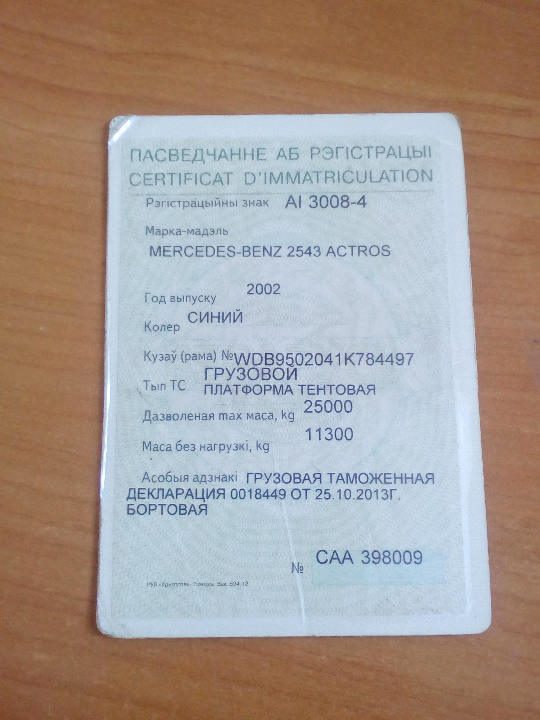 ПАСВЕДЧАННЕ АБ РЭГІСТРАЦЫІ
CERTIFICAT D'IMMATRICULATION
Рэгістрацыйны знак AI 3008-4
Марка-мадэль
MERCEDES-BENZ 2543 ACTROS
Год выпуску 2002
Колер СИНИЙ
Кузаў (рама) № WDB9502041K784497
Тып ТС ГРУЗОВОЙ
ПЛАТФОРМА ТЕНТОВАЯ
Дазволеная max маса, kg 25000
Маса без нагрузкі, kg 11300
Асобыя адзнакі ГРУЗОВАЯ ТАМОЖЕННАЯ
ДЕКЛАРАЦИЯ 0018449 ОТ 25.10.2013Г.
БОРТОВАЯ
№ САА 398009